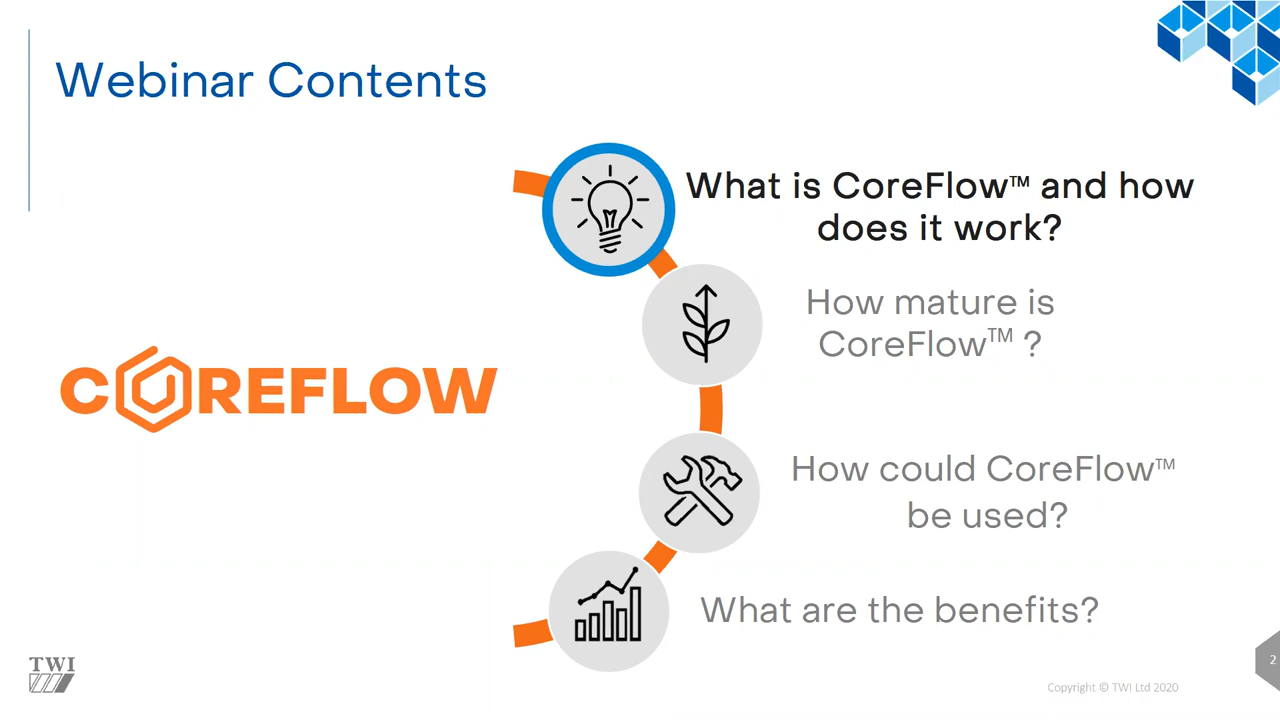 Webinar Contents
What is CoreFlow™ and how
does it work?
How mature is
CoreFlow™ ?
COREFLOW
How could CoreFlow™
be used?
What are the benefits?
TWI
2
Copyright © TWI Ltd 2020